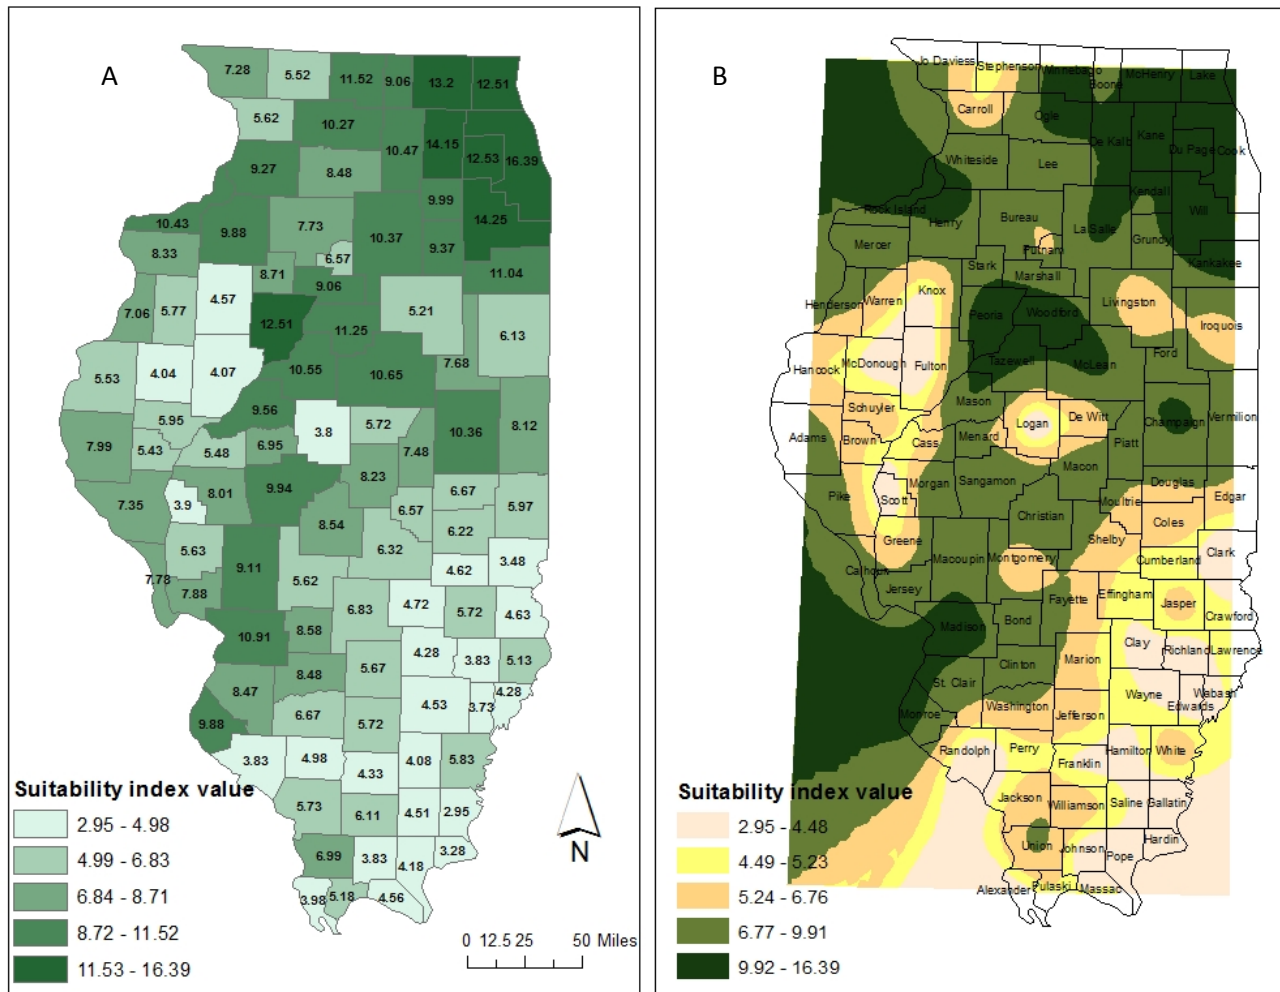 A
7.28 5.52 11.52 9.06 13.2 12.51
5.62 10.27 10.47 14.15 12.53 16.39
9.27 8.48
9.99
10.43 9.88 7.73 10.37 9.37 14.25
8.33 6.57
8.71 9.06 11.04
7.06 5.77 4.57 12.51 11.25 5.21 6.13
5.53 4.04 4.07 10.55 10.65 7.68
5.95 9.56 3.8 5.72 10.36 8.12
7.99 5.43 5.48 6.95 7.48
7.35 3.9 8.01 9.94 8.23 6.67 5.97
8.54 6.57 6.22
5.63 9.11 5.62 6.32 4.62 3.48
7.78 7.88 6.83 4.72 5.72 4.63
10.91 8.58 4.28 3.83 5.13
8.47 8.48 5.67 4.53 3.73 4.28
9.88 6.67 5.72
3.83 4.98 4.33 4.08 5.83
5.73 6.11 4.51 2.95
6.99 3.83 4.18 3.28
3.98 5.18 4.56
Suitability index value
2.95 - 4.98
4.99 - 6.83
6.84 - 8.71
8.72 - 11.52
11.53 - 16.39
N
0 12.5 25 50 Miles
B
Jo Daviess Stephenson Winnebago Boone McHenry Lake
Carroll Ogle De Kalb Kane Du Page Cook
Whiteside Lee
Kendall
Rock Island Henry Bureau La Salle Will
Mercer Putnam Grundy
Stark Marshall Kankakee
Henderson Warren Knox Peoria Woodford Livingston Iroquois
Hancock McDonough Fulton Tazewell McLean Ford
Schuyler Mason Logan De Witt Champaign Vermilion
Adams Brown Cass Menard Piatt
Macon
Pike Scott Morgan Sangamon Moultrie Douglas Edgar
Christian Coles
Greene Macoupin Montgomery Shelby Cumberland Clark
Calhoun Jersey Fayette Effingham Jasper Crawford
Madison Bond
Clinton Marion Clay Richland Lawrence
St. Clair Wayne Wabash
Edwards
Monroe Washington Jefferson
Randolph Perry Franklin Hamilton White
Jackson Williamson Saline Gallatin
Union Johnson Pope Hardin
Alexander Pulaski Massac
Suitability index value
2.95 - 4.48
4.49 - 5.23
5.24 - 6.76
6.77 - 9.91
9.92 - 16.39